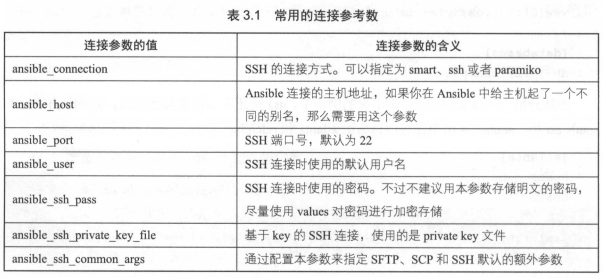 表 3.1 常用的连接参考数
连接参数的值 连接参数的含义
ansible_connection SSH 的连接方式。可以指定为 smart、ssh 或者 paramiko
ansible_host Ansible 连接的主机地址，如果你在 Ansible 中给主机起了一个不
同的别名，那么需要用这个参数
ansible_port SSH 端口号，默认为 22
ansible_user SSH 连接时使用的默认用户名
ansible_ssh_pass SSH 连接时使用的密码。不过不建议用本参数存储明文的密码，
尽量使用 values 对密码进行加密存储
ansible_ssh_private_key_file 基于 key 的 SSH 连接，使用的是 private key 文件
ansible_ssh_common_args 通过配置本参数来指定 SFTP、SCP 和 SSH 默认的额外参数